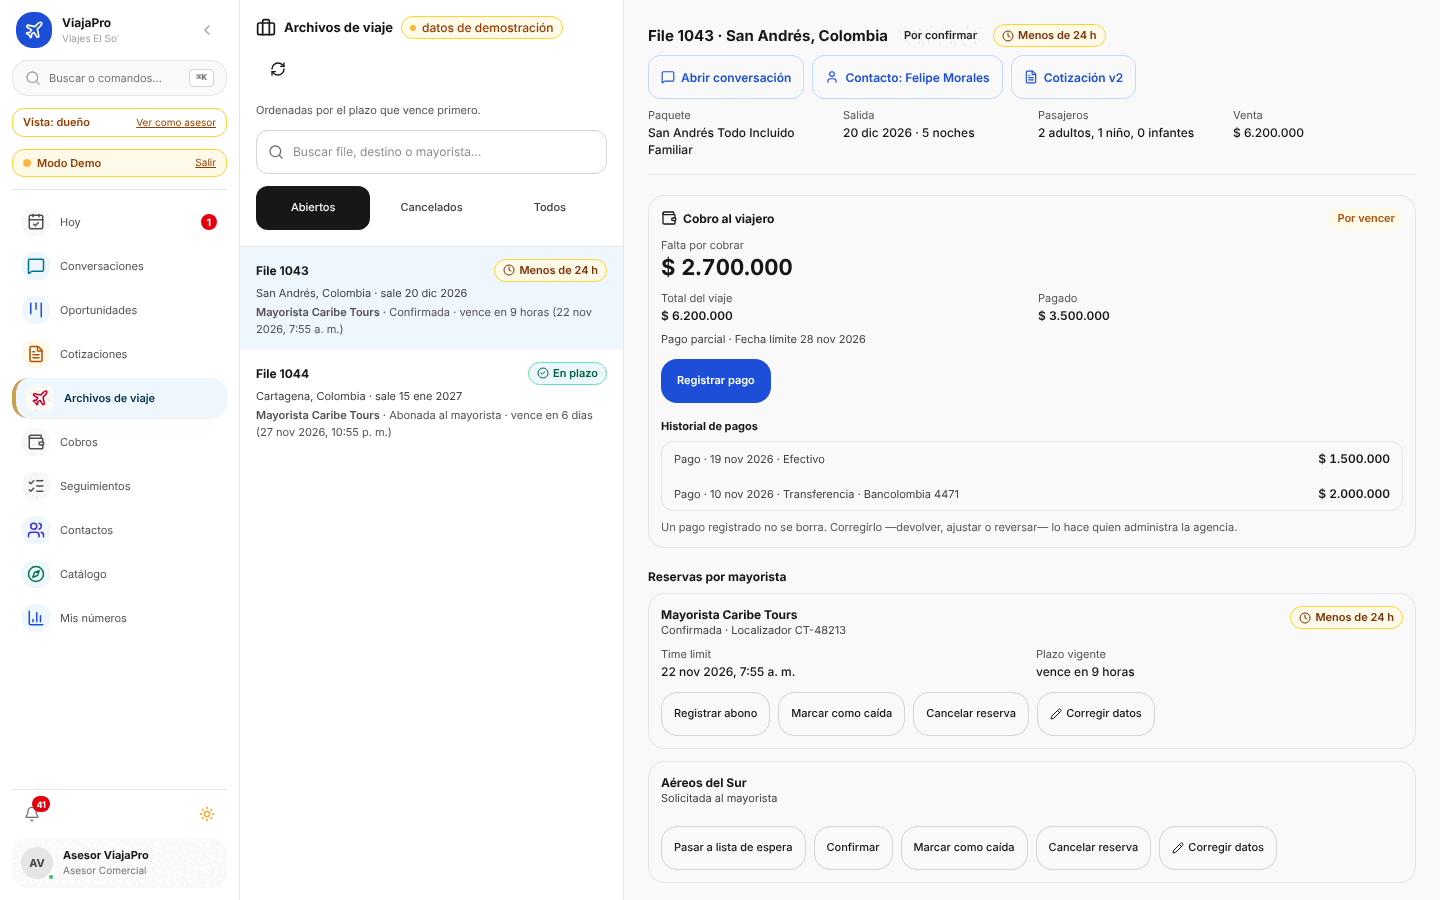 ViajaPro
Viajes El So'
Buscar o comandos...
⌘K
Vista: dueño
Ver como asesor
Modo Demo
Salir
Hoy
1
Conversaciones
Oportunidades
Cotizaciones
Archivos de viaje
Cobros
Seguimientos
Contactos
Catálogo
Mis números
41
AV
Asesor ViajaPro
Asesor Comercial
Archivos de viaje
datos de demostración
Ordenadas por el plazo que vence primero.
Buscar file, destino o mayorista...
Abiertos
Cancelados
Todos
File 1043
Menos de 24 h
San Andrés, Colombia · sale 20 dic 2026
Mayorista Caribe Tours · Confirmada · vence en 9 horas (22 nov
2026, 7:55 a. m.)
File 1044
En plazo
Cartagena, Colombia · sale 15 ene 2027
Mayorista Caribe Tours · Abonada al mayorista · vence en 6 días
(27 nov 2026, 10:55 p. m.)
File 1043 · San Andrés, Colombia
Por confirmar
Menos de 24 h
Abrir conversación
Contacto: Felipe Morales
Cotización v2
Paquete
San Andrés Todo Incluido
Familiar
Salida
20 dic 2026 · 5 noches
Pasajeros
2 adultos, 1 niño, 0 infantes
Venta
$ 6.200.000
Cobro al viajero
Por vencer
Falta por cobrar
$ 2.700.000
Total del viaje
$ 6.200.000
Pagado
$ 3.500.000
Pago parcial · Fecha límite 28 nov 2026
Registrar pago
Historial de pagos
Pago · 19 nov 2026 · Efectivo
$ 1.500.000
Pago · 10 nov 2026 · Transferencia · Bancolombia 4471
$ 2.000.000
Un pago registrado no se borra. Corregirlo —devolver, ajustar o reversar— lo hace quien administra la agencia.
Reservas por mayorista
Mayorista Caribe Tours
Menos de 24 h
Confirmada · Localizador CT-48213
Time limit
22 nov 2026, 7:55 a. m.
Plazo vigente
vence en 9 horas
Registrar abono
Marcar como caída
Cancelar reserva
Corregir datos
Aéreos del Sur
Solicitada al mayorista
Pasar a lista de espera
Confirmar
Marcar como caída
Cancelar reserva
Corregir datos